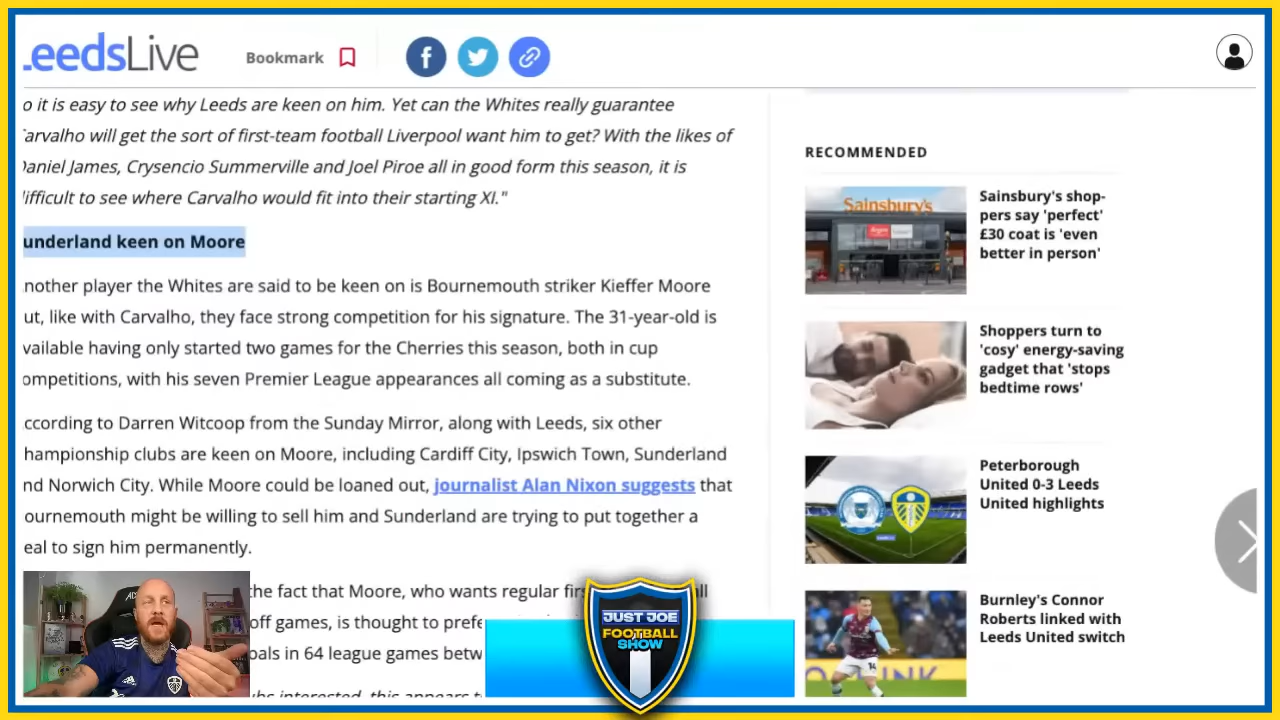 eedsLive
Bookmark
o it is easy to see why Leeds are keen on him. Yet can the Whites really guarantee
arvalho will get the sort of first-team football Liverpool want him to get? With the likes of
aniel James, Crysencio Summerville and Joel Piroe all in good form this season, it is
ifficult to see where Carvalho would fit into their starting XI."
underland keen on Moore
nother player the Whites are said to be keen on is Bournemouth striker Kieffer Moore
ut, like with Carvalho, they face strong competition for his signature. The 31-year-old is
vailable having only started two games for the Cherries this season, both in cup
ompetitions, with his seven Premier League appearances all coming as a substitute.
ccording to Darren Witcoop from the Sunday Mirror, along with Leeds, six other
hampionship clubs are keen on Moore, including Cardiff City, Ipswich Town, Sunderland
nd Norwich City. While Moore could be loaned out, journalist Alan Nixon suggests that
ournemouth might be willing to sell him and Sunderland are trying to put together a
eal to sign him permanently.
the fact that Moore, who wants regular
off games, is thought to prefe
oals in 64 league games betw
interested, this appears
JUST JOE
FOOTBALL
SHOW
RECOMMENDED
Sainsbury's shop-
pers say 'perfect'
£30 coat is 'even
better in person'
Shoppers turn to
'cosy' energy-saving
gadget that 'stops
bedtime rows'
Peterborough
United 0-3 Leeds
United highlights
Burnley's Connor
Roberts linked with
Leeds United switch
Sainsbury's